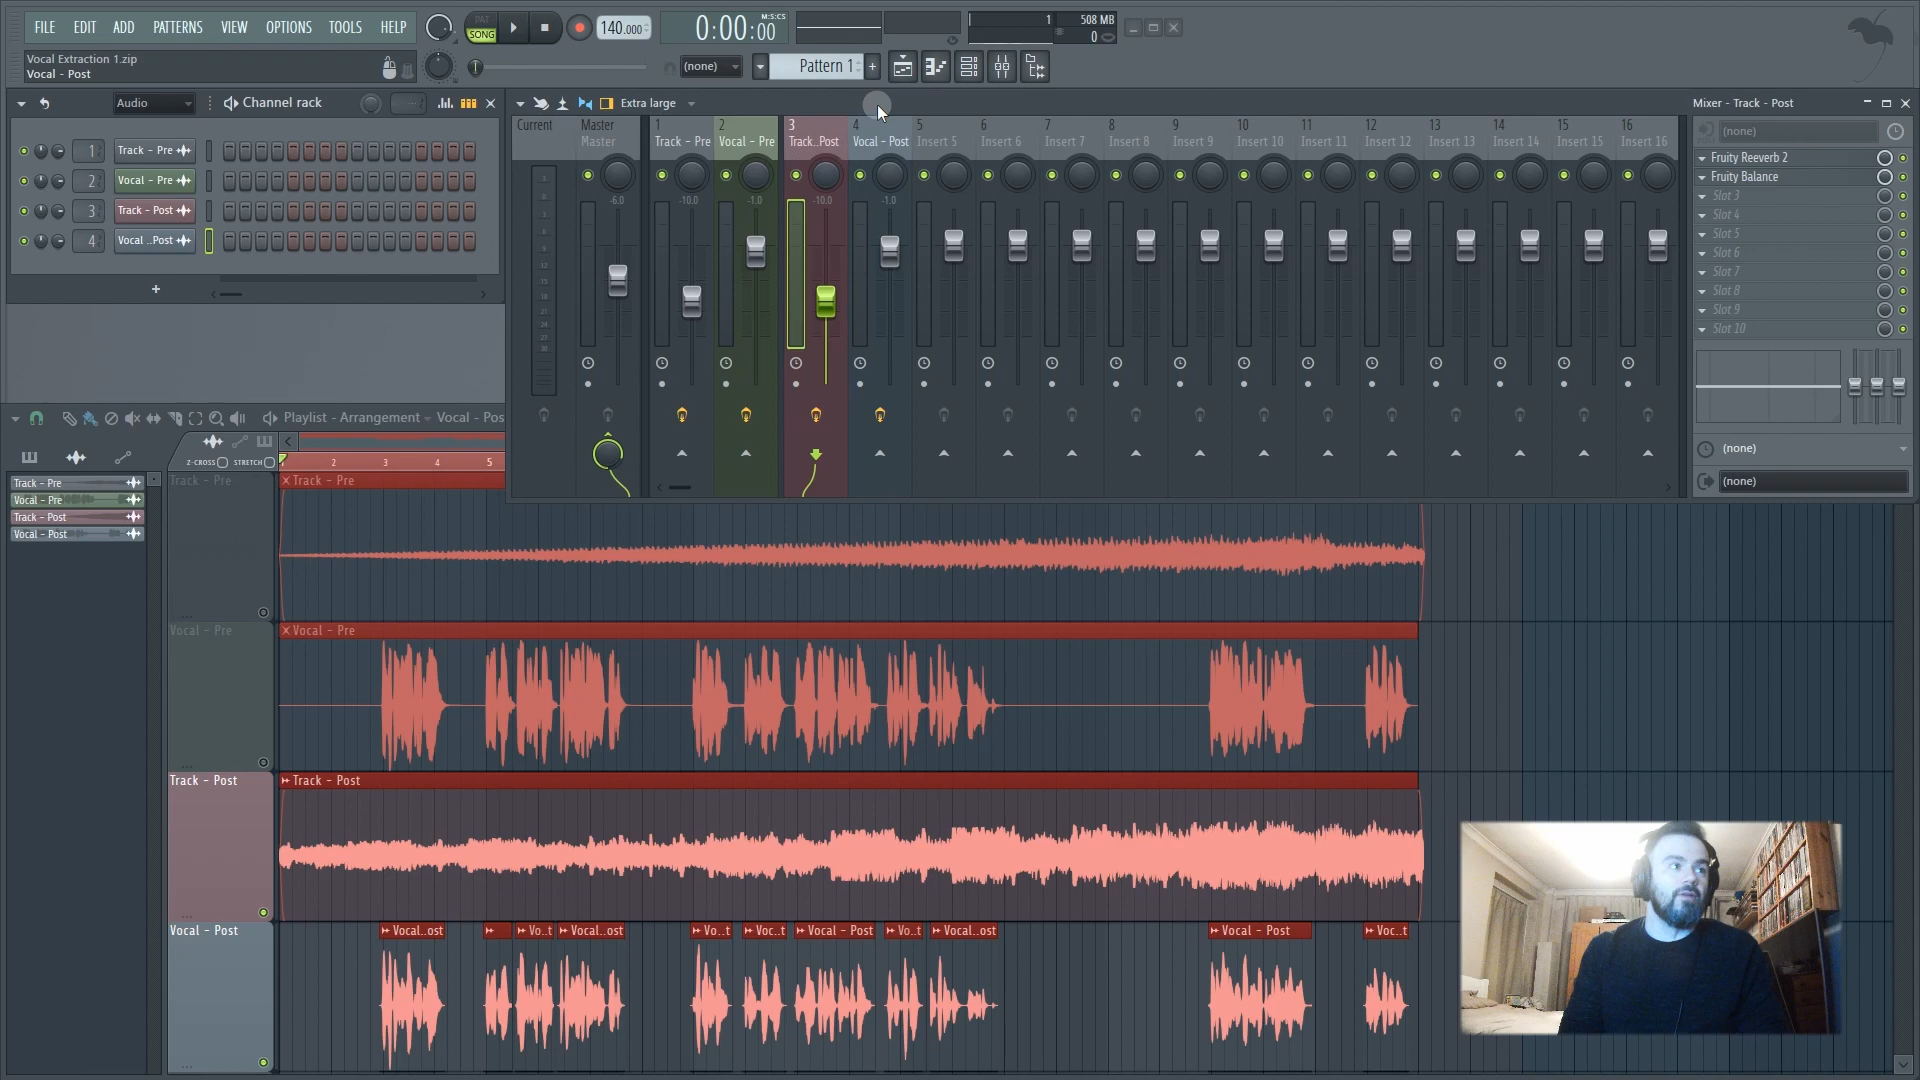 FILE EDIT ADD PATTERNS VIEW OPTIONS TOOLS HELP
PAT
SONG
140.000
M:S:CS
0:00:00
1
508 MB
0
Vocal Extraction 1.zip
Vocal - Post
(none)
Pattern 1
+
Audio
Channel rack
Extra large
Mixer - Track - Post
1 Track - Pre
2 Vocal - Pre
3 Track - Post
4 Vocal ..Post
+
Current
Master 1 2 3 4 5 6 7 8 9 10 11 12 13 14 15 16
Master Track - Pre Vocal - Pre Track..Post Vocal - Post Insert 5 Insert 6 Insert 7 Insert 8 Insert 9 Insert 10 Insert 11 Insert 12 Insert 13 Insert 14 Insert 15 Insert 16
-6.0 -10.0 -1.0 -10.0 -1.0
(none)
Fruity Reeverb 2
Fruity Balance
Slot 3
Slot 4
Slot 5
Slot 6
Slot 7
Slot 8
Slot 9
Slot 10
(none)
(none)
Playlist - Arrangement Vocal - Pos
Z-CROSS STRETCH
2 3 4 5
Track - Pre
Vocal - Pre
Track - Post
Vocal - Post
Track - Pre
Track - Pre
Vocal - Pre
Vocal - Pre
Track - Post
Track - Post
Vocal - Post
Vocal..ost Vo..t Vocal..ost Vo..t Voc..t Vocal - Post Vo..t Vocal..ost Vocal - Post Voc..t